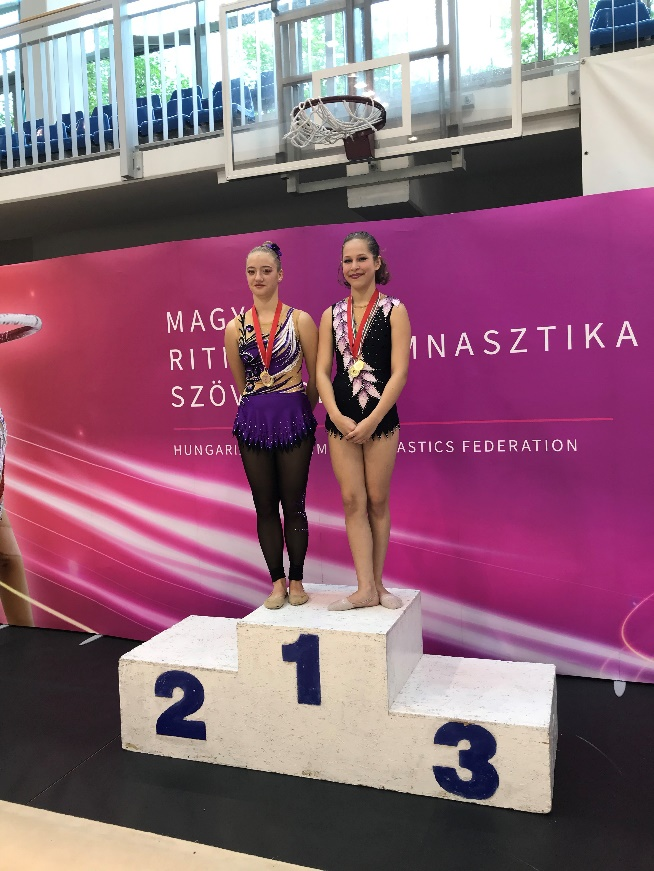 MAGY
RIT MNASZTIKA
SZÖV
HUNGARI M ASTICS FEDERATION
1
2
3